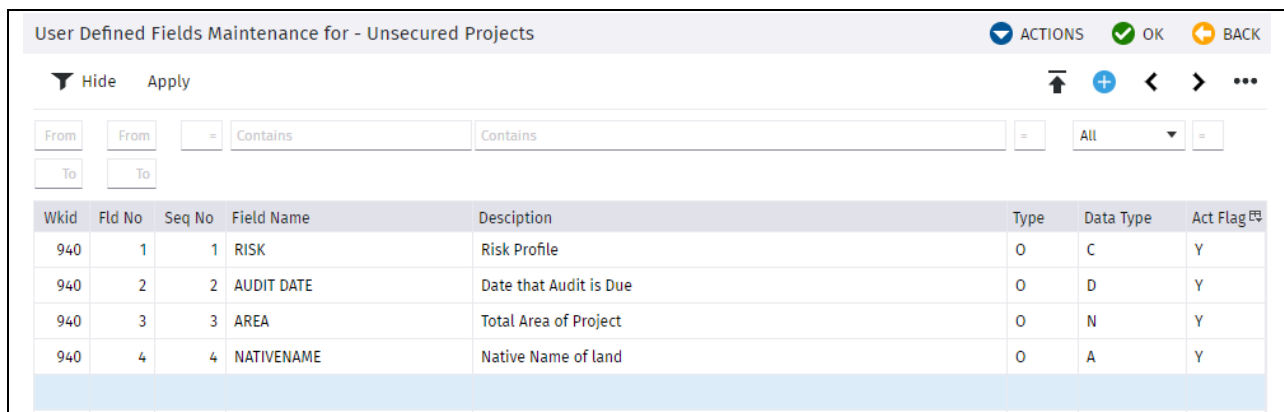 User Defined Fields Maintenance for - Unsecured Projects ACTIONS OK BACK
Hide Apply
From From = Contains Contains = All =
To To
Wkid Fld No Seq No Field Name Desciption Type Data Type Act Flag
940 1 1 RISK Risk Profile O C Y
940 2 2 AUDIT DATE Date that Audit is Due O D Y
940 3 3 AREA Total Area of Project O N Y
940 4 4 NATIVENAME Native Name of land O A Y